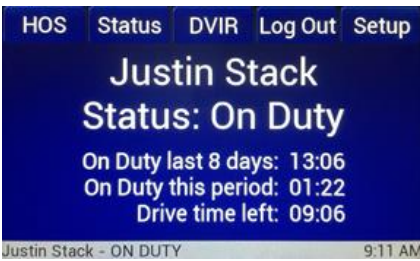 HOS Status DVIR Log Out Setup
Justin Stack
Status: On Duty
On Duty last 8 days: 13:06
On Duty this period: 01:22
Drive time left: 09:06
Justin Stack - ON DUTY 9:11 AM